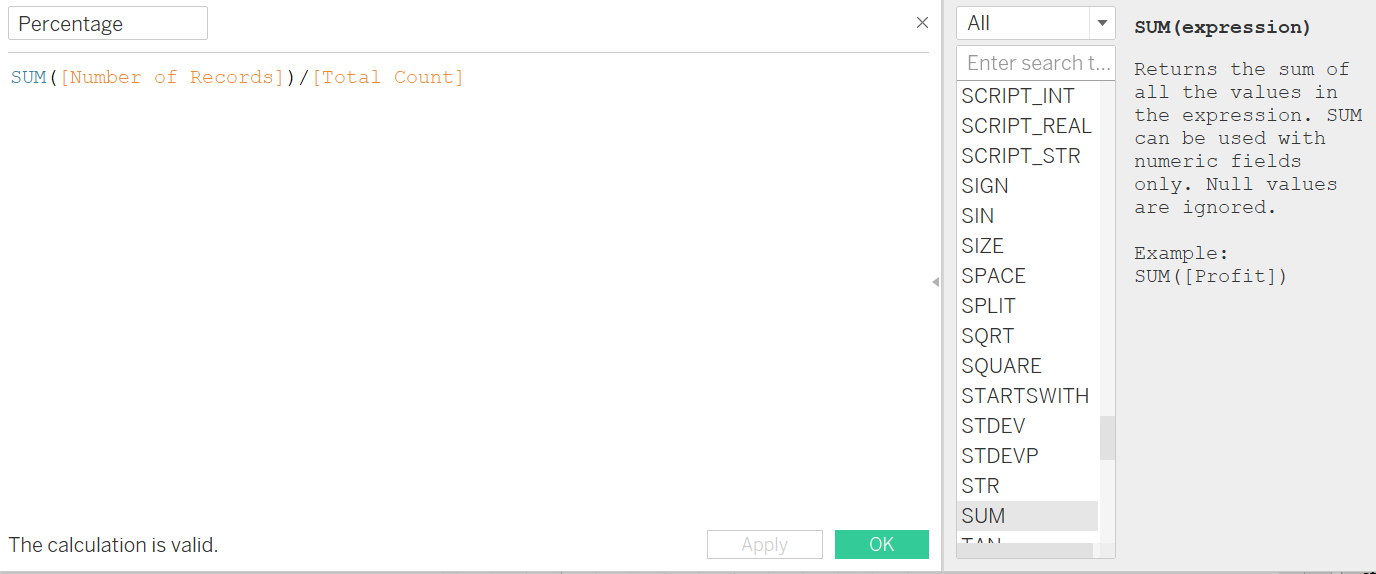 Percentage
SUM([Number of Records])/[Total Count]
The calculation is valid.
Apply
OK
All
Enter search t...
SCRIPT_INT
SCRIPT_REAL
SCRIPT_STR
SIGN
SIN
SIZE
SPACE
SPLIT
SQRT
SQUARE
STARTSWITH
STDEV
STDEVP
STR
SUM
TAN
SUM(expression)
Returns the sum of
all the values in
the expression. SUM
can be used with
numeric fields
only. Null values
are ignored.
Example:
SUM([Profit])